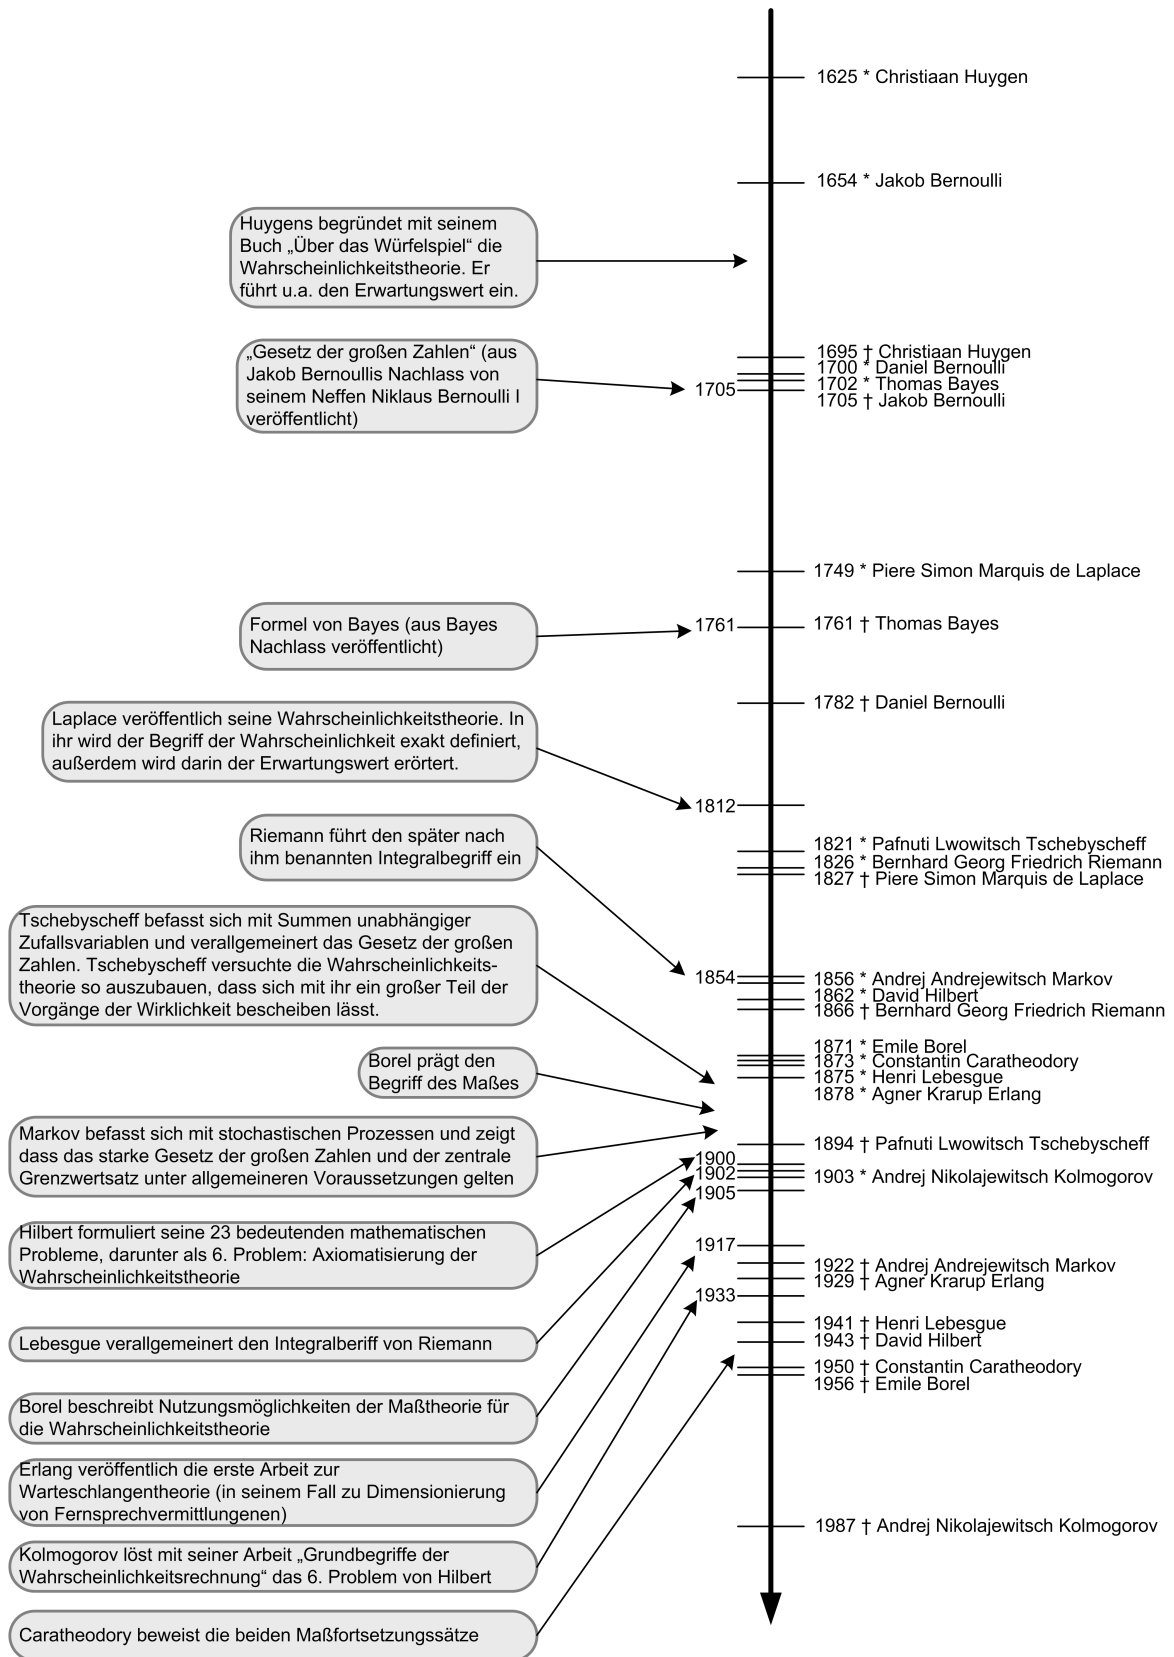 1625 * Christiaan Huygen
1654 * Jakob Bernoulli
Huygens begründet mit seinem
Buch „Über das Würfelspiel“ die
Wahrscheinlichkeitstheorie. Er
führt u.a. den Erwartungswert ein.
„Gesetz der großen Zahlen“ (aus
Jakob Bernoullis Nachlass von
seinem Neffen Niklaus Bernoulli I
veröffentlicht)
1705
1695 † Christiaan Huygen
1700 * Daniel Bernoulli
1702 * Thomas Bayes
1705 † Jakob Bernoulli
1749 * Piere Simon Marquis de Laplace
Formel von Bayes (aus Bayes
Nachlass veröffentlicht)
1761
1761 † Thomas Bayes
1782 † Daniel Bernoulli
Laplace veröffentlich seine Wahrscheinlichkeitstheorie. In
ihr wird der Begriff der Wahrscheinlichkeit exakt definiert,
außerdem wird darin der Erwartungswert erörtert.
1812
Riemann führt den später nach
ihm benannten Integralbegriff ein
1821 * Pafnuti Lwowitsch Tschebyscheff
1826 * Bernhard Georg Friedrich Riemann
1827 † Piere Simon Marquis de Laplace
Tschebyscheff befasst sich mit Summen unabhängiger
Zufallsvariablen und verallgemeinert das Gesetz der großen
Zahlen. Tschebyscheff versuchte die Wahrscheinlichkeits-
theorie so auszubauen, dass sich mit ihr ein großer Teil der
Vorgänge der Wirklichkeit bescheiben lässt.
1854
1856 * Andrej Andrejewitsch Markov
1862 * David Hilbert
1866 † Bernhard Georg Friedrich Riemann
1871 * Emile Borel
1873 * Constantin Caratheodory
1875 * Henri Lebesgue
1878 * Agner Krarup Erlang
Borel prägt den
Begriff des Maßes
Markov befasst sich mit stochastischen Prozessen und zeigt
dass das starke Gesetz der großen Zahlen und der zentrale
Grenzwertsatz unter allgemeineren Voraussetzungen gelten
1894 † Pafnuti Lwowitsch Tschebyscheff
1900
1902
1905
1903 * Andrej Nikolajewitsch Kolmogorov
Hilbert formuliert seine 23 bedeutenden mathematischen
Probleme, darunter als 6. Problem: Axiomatisierung der
Wahrscheinlichkeitstheorie
1917
1922 † Andrej Andrejewitsch Markov
1929 † Agner Krarup Erlang
1933
Lebesgue verallgemeinert den Integralberiff von Riemann
1941 † Henri Lebesgue
1943 † David Hilbert
1950 † Constantin Caratheodory
1956 † Emile Borel
Borel beschreibt Nutzungsmöglichkeiten der Maßtheorie für
die Wahrscheinlichkeitstheorie
Erlang veröffentlich die erste Arbeit zur
Warteschlangentheorie (in seinem Fall zu Dimensionierung
von Fernsprechvermittlungenen)
1987 † Andrej Nikolajewitsch Kolmogorov
Kolmogorov löst mit seiner Arbeit „Grundbegriffe der
Wahrscheinlichkeitsrechnung“ das 6. Problem von Hilbert
Caratheodory beweist die beiden Maßfortsetzungssätze